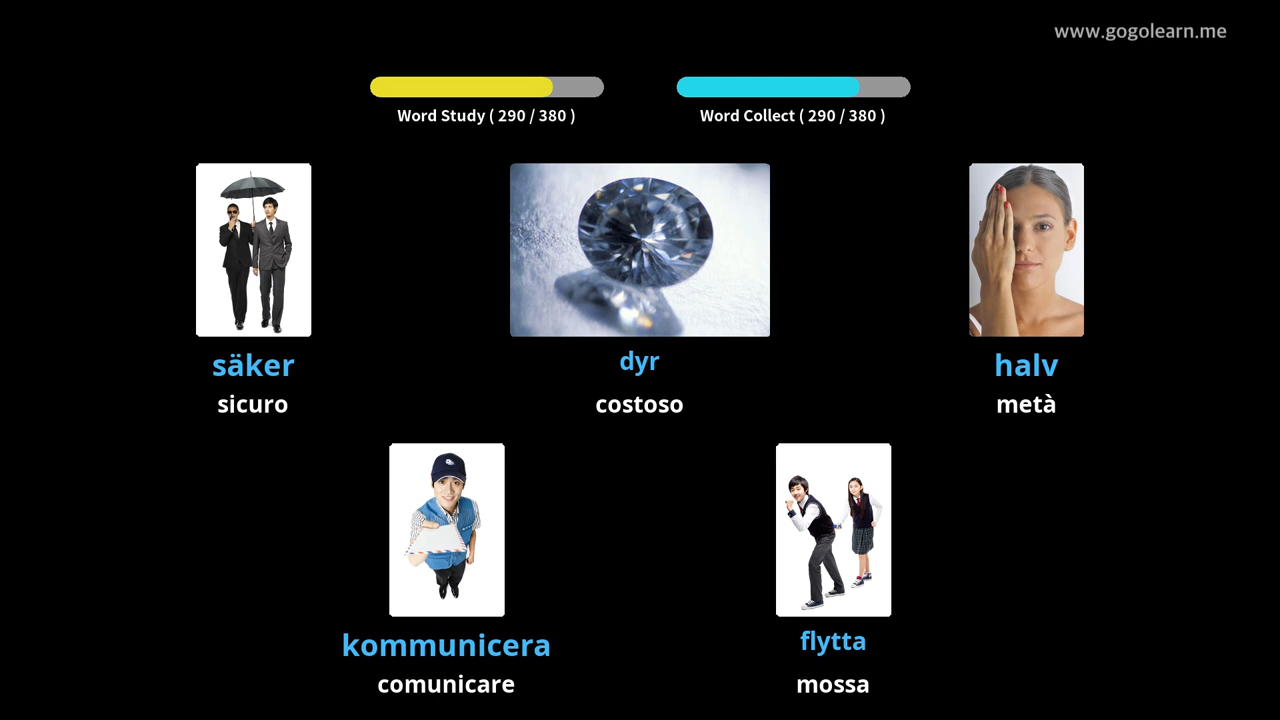 www.gogolearn.me
Word Study ( 290 / 380 )
Word Collect ( 290 / 380 )
säker
sicuro
dyr
costoso
halv
metà
kommunicera
comunicare
flytta
mossa